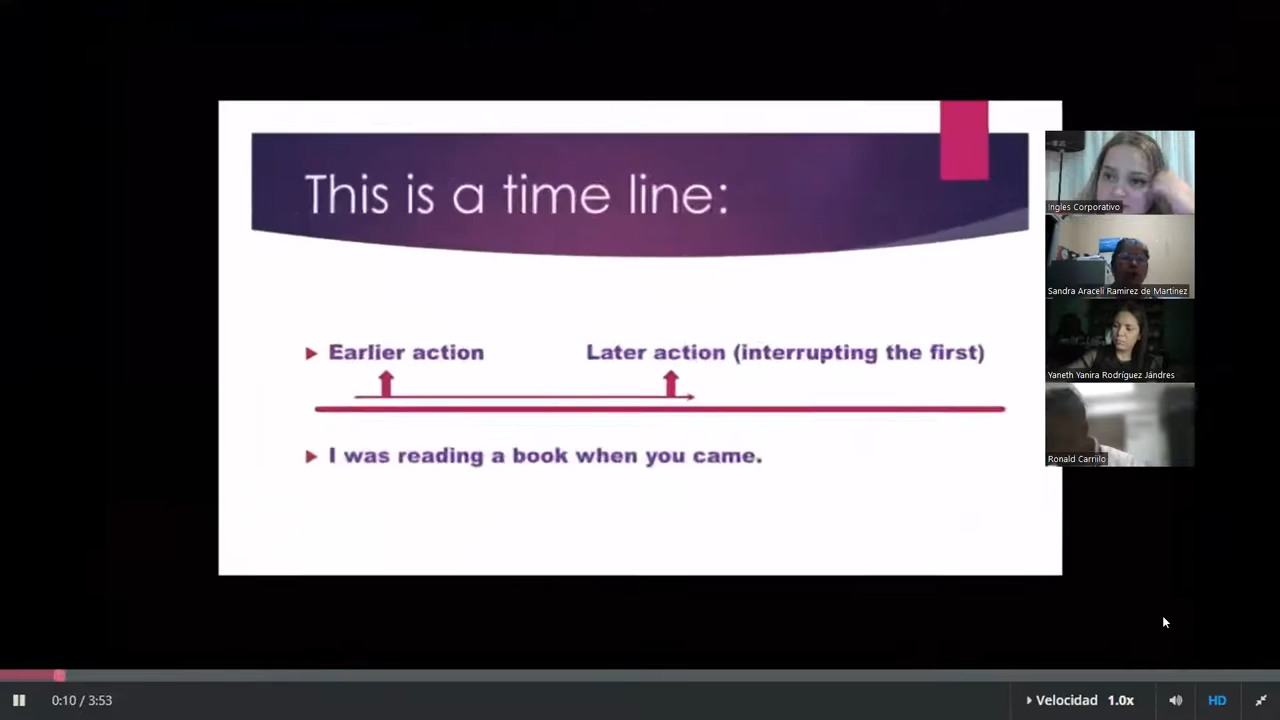 This is a time line:
Earlier action Later action (interrupting the first)
I was reading a book when you came.
Ingles Corporativo
Sandra Araceli Ramirez de Martinez
Yaneth Yanira Rodríguez Jándres
Ronald Carrilo
0:10 / 3:53
Velocidad 1.0x
HD